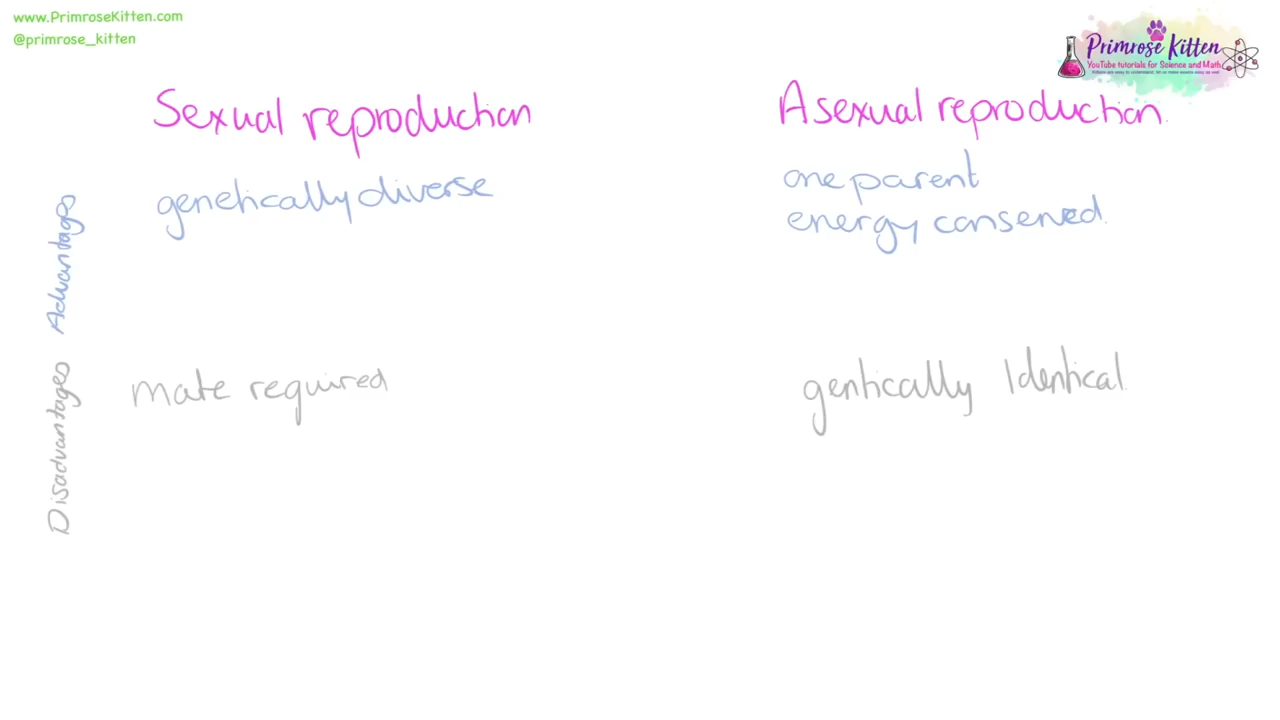 www.PrimroseKitten.com
@primrose_kitten
Primrose Kitten
YouTube tutorials for Science and Math
Sexual reproduction
Asexual reproduction.
Advantages
genetically diverse
one parent
energy conserved.
Disadvantages
mate required
gentically Identical